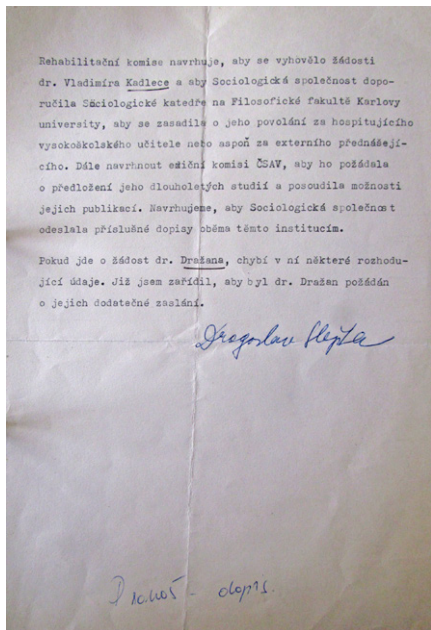 Rehabilitační komise navrhuje, aby se vyhovělo žádosti
dr. Vladimíra Kadlece a aby Sociologická společnost dopo-
ručila Sociologické katedře na Filosofické fakultě Karlovy
university, aby se zasadila o jeho povolání za hospitujícího
vysokoškolského učitele nebo aspoň za externího přednášejí-
cího. Dále navrhnout ediční komisi ČSAV, aby ho požádala
o předložení jeho dlouholetých studií a posoudila možnosti
jejich publikací. Navrhujeme, aby Sociologická společnost
odeslala příslušné dopisy oběma těmto institucím.
Pokud jde o žádost dr. Dražana, chybí v ní některé rozhodu-
jící údaje. Již jsem zařídil, aby byl dr. Dražan požádán
o jejich dodatečné zaslání.
Dragoslav Slejška
dopis.